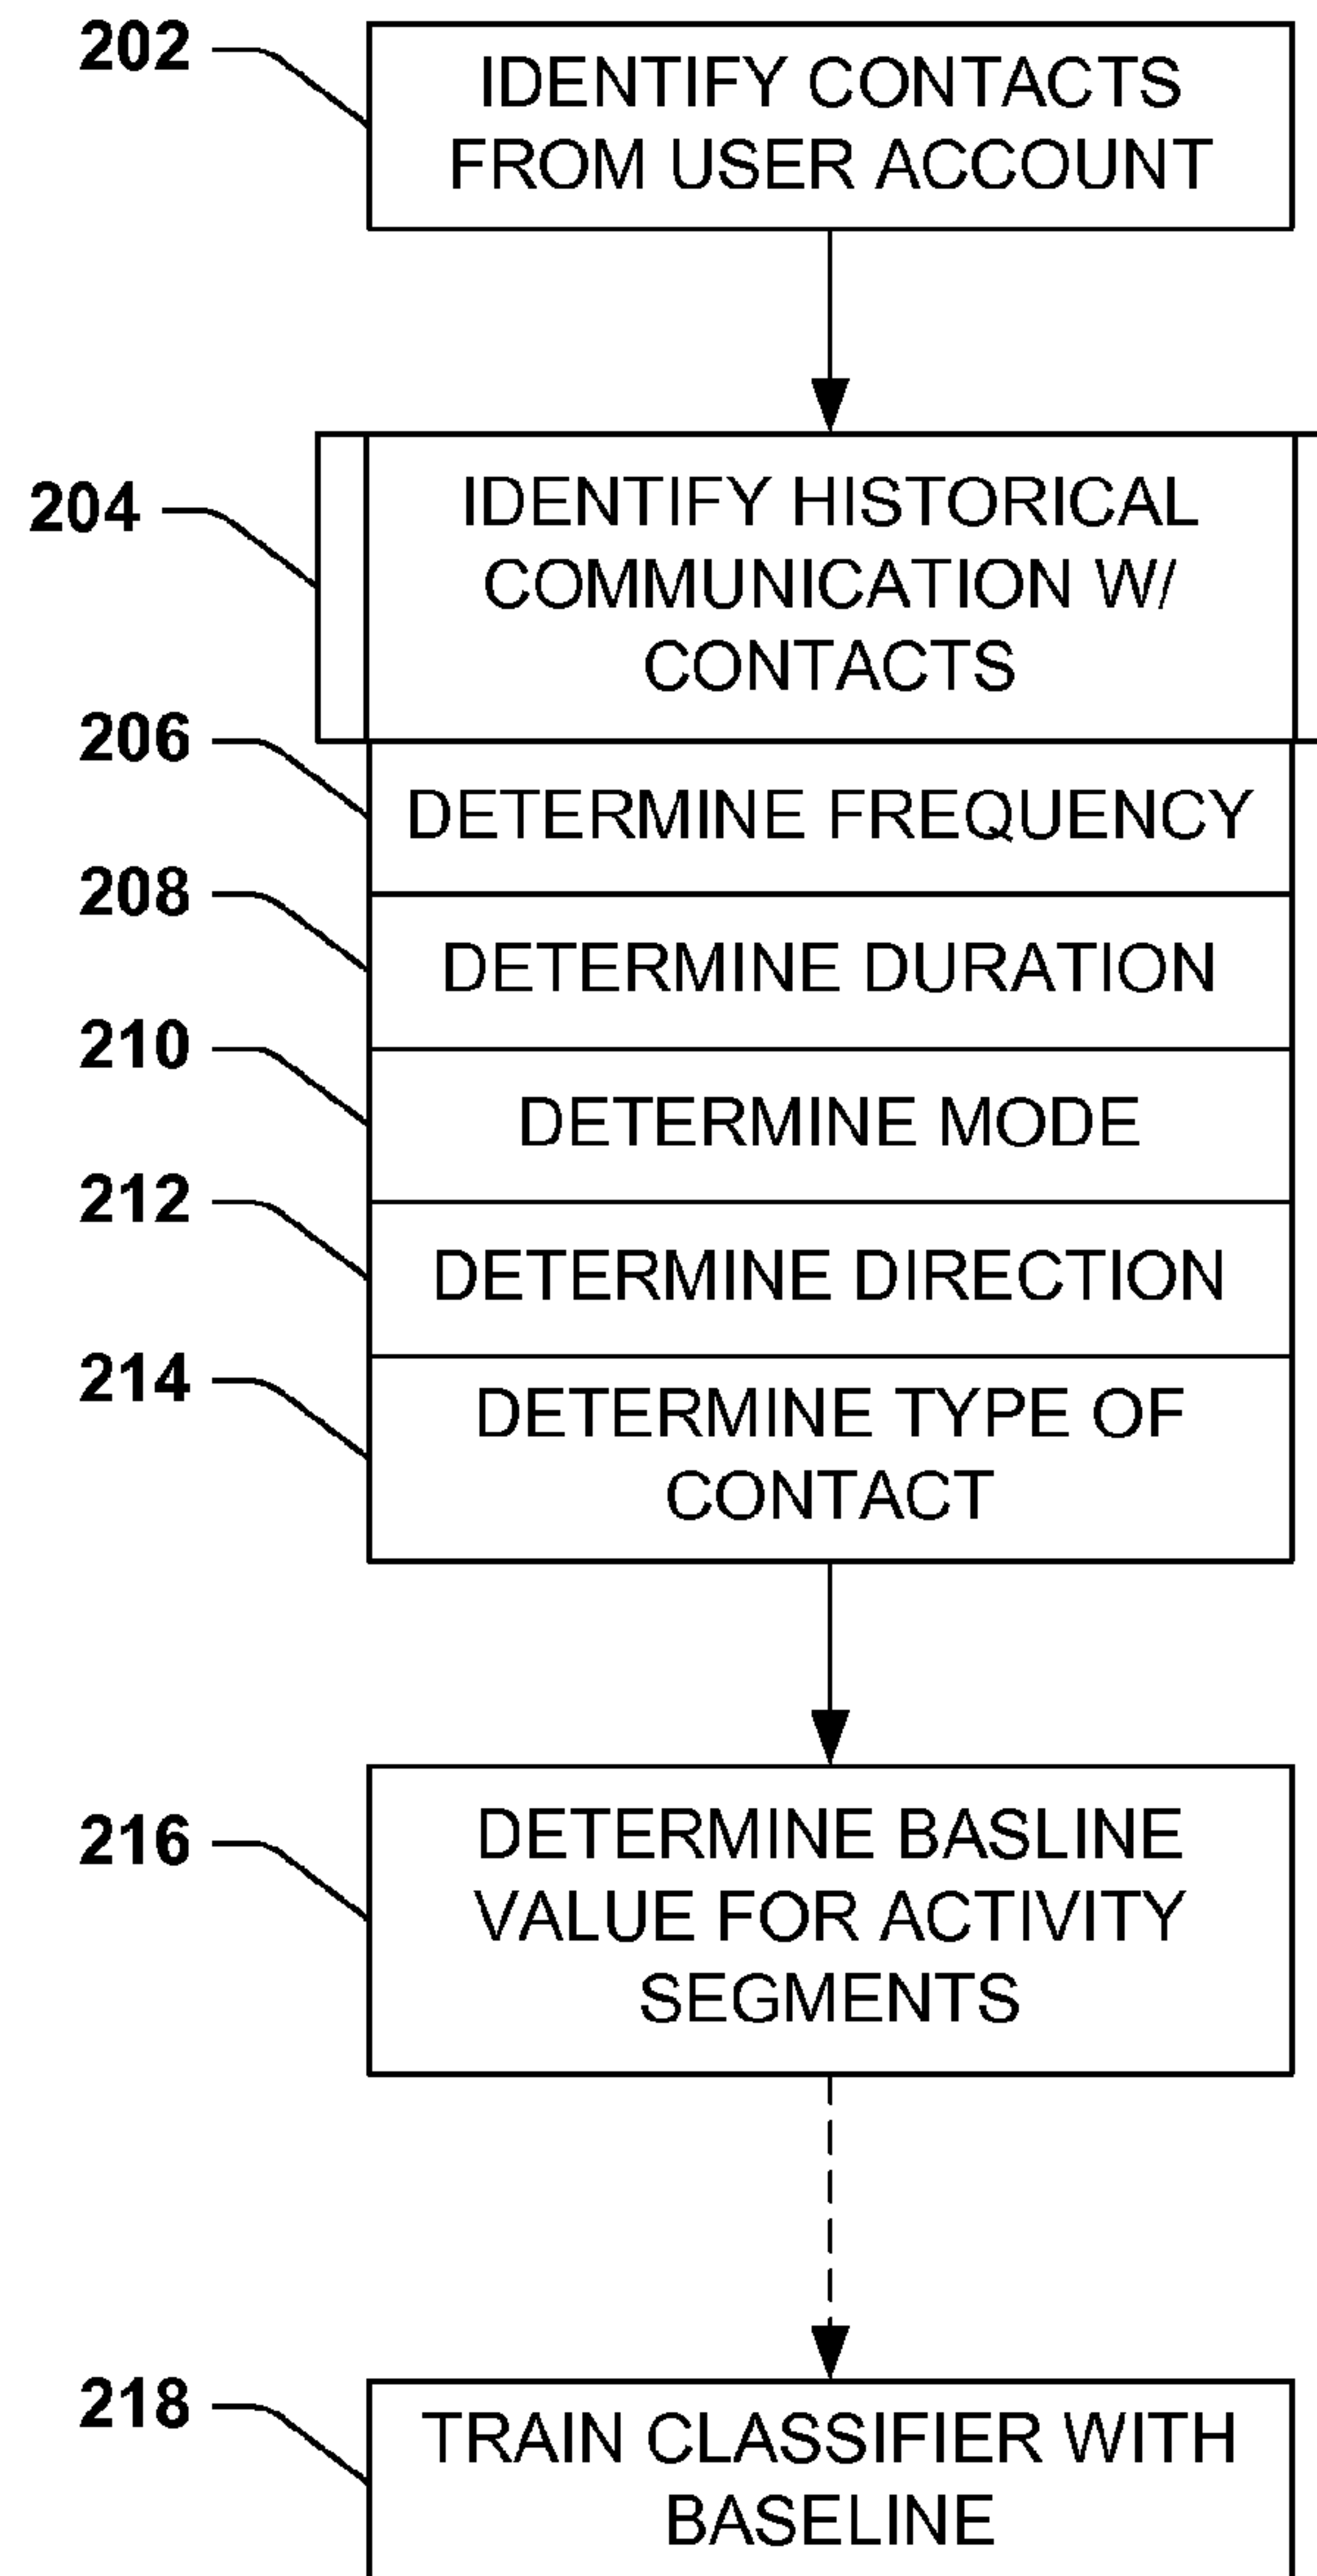 202
IDENTIFY CONTACTS
FROM USER ACCOUNT
204
IDENTIFY HISTORICAL
COMMUNICATION W/
CONTACTS
206
DETERMINE FREQUENCY
208
DETERMINE DURATION
210
DETERMINE MODE
212
DETERMINE DIRECTION
214
DETERMINE TYPE OF
CONTACT
216
DETERMINE BASLINE
VALUE FOR ACTIVITY
SEGMENTS
218
TRAIN CLASSIFIER WITH
BASELINE